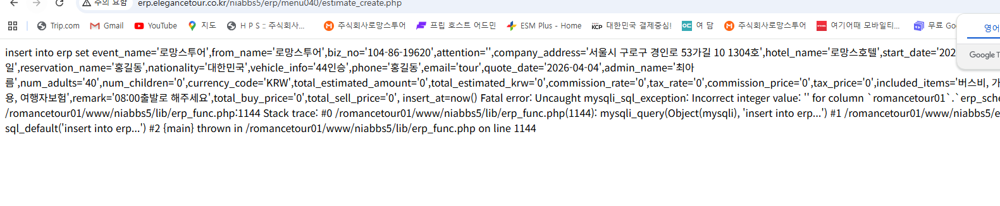 주의 요함 erp.elegancetour.co.kr/niabbs5/erp/menu040/estimate_create.php
Trip.com Gmail YouTube 지도 H P S :: 주식회사... 주식회사로망스투어 프립 호스트 어드민 ESM Plus - Home KCP 대한민국 결제중심! 여 담 주식회사로망스투어 여기어때 모바일티... 무료 Go
영어
Google T
insert into erp set event_name='로망스투어',from_name='로망스투어',biz_no='104-86-19620',attention='',company_address='서울시 구로구 경인로 53가길 10 1304호',hotel_name='로망스호텔',start_date='202
일',reservation_name='홍길동',nationality='대한민국',vehicle_info='44인승',phone='홍길동',email='tour',quote_date='2026-04-04',admin_name='최아
름',num_adults='40',num_children='0',currency_code='KRW',total_estimated_amount='0',total_estimated_krw='0',commission_rate='0',tax_rate='0',commission_price='0',tax_price='0',included_items='버스비, 가
용, 여행자보험',remark='08:00출발로 해주세요',total_buy_price='0',total_sell_price='0', insert_at=now() Fatal error: Uncaught mysqli_sql_exception: Incorrect integer value: '' for column `romancetour01`.`erp_sche
/romancetour01/www/niabbs5/lib/erp_func.php:1144 Stack trace: #0 /romancetour01/www/niabbs5/lib/erp_func.php(1144): mysqli_query(Object(mysqli), 'insert into erp...') #1 /romancetour01/www/niabbs5/e
sql_default('insert into erp...') #2 {main} thrown in /romancetour01/www/niabbs5/lib/erp_func.php on line 1144